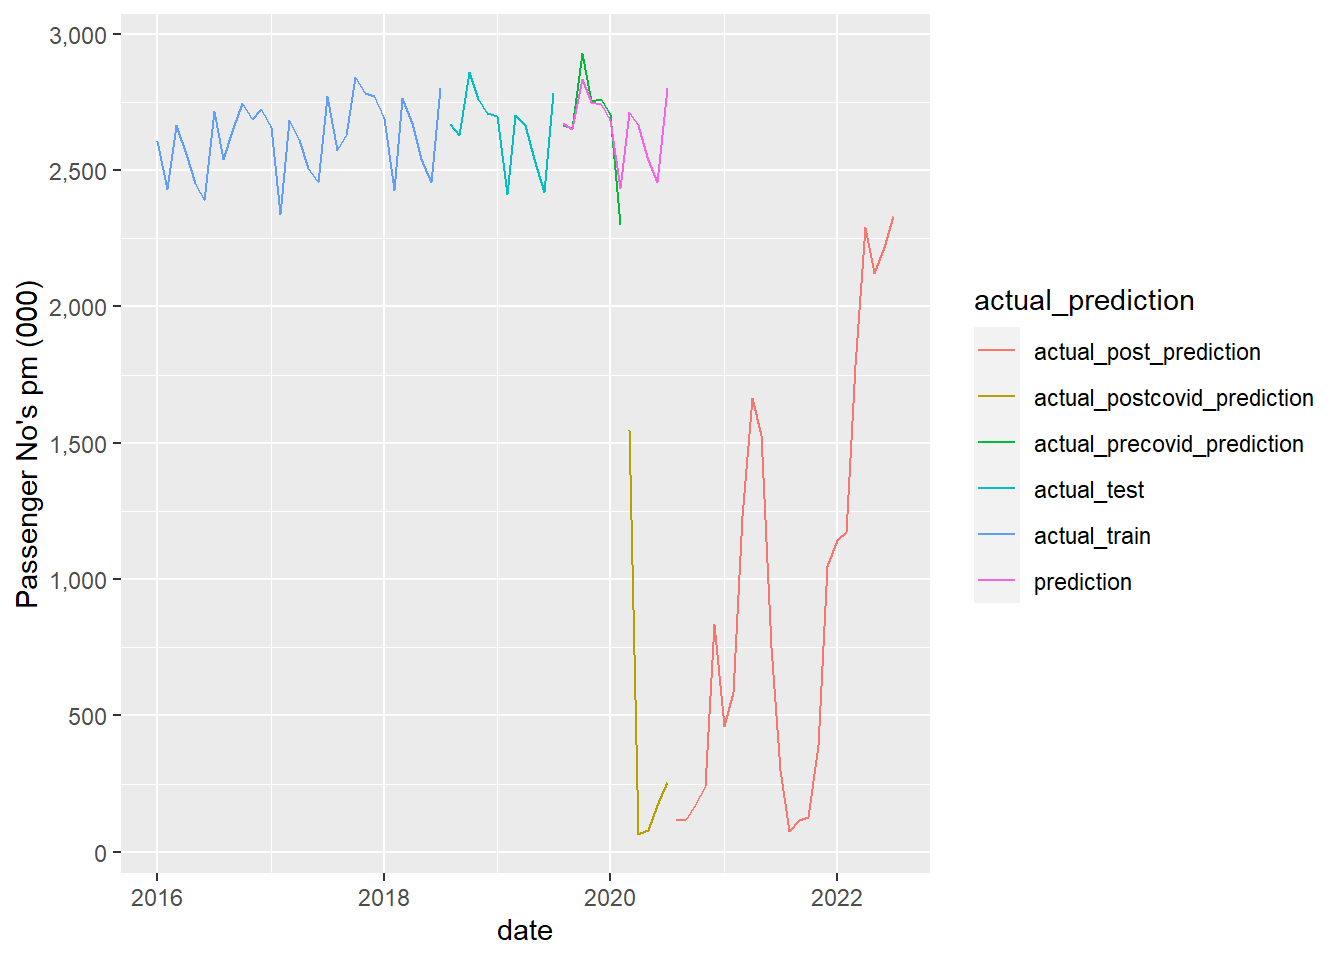 3,000
2,500
2,000
1,500
1,000
500
0
Passenger No's pm (000)
2016
2018
2020
2022
date
actual_prediction
actual_post_prediction
actual_postcovid_prediction
actual_precovid_prediction
actual_test
actual_train
prediction